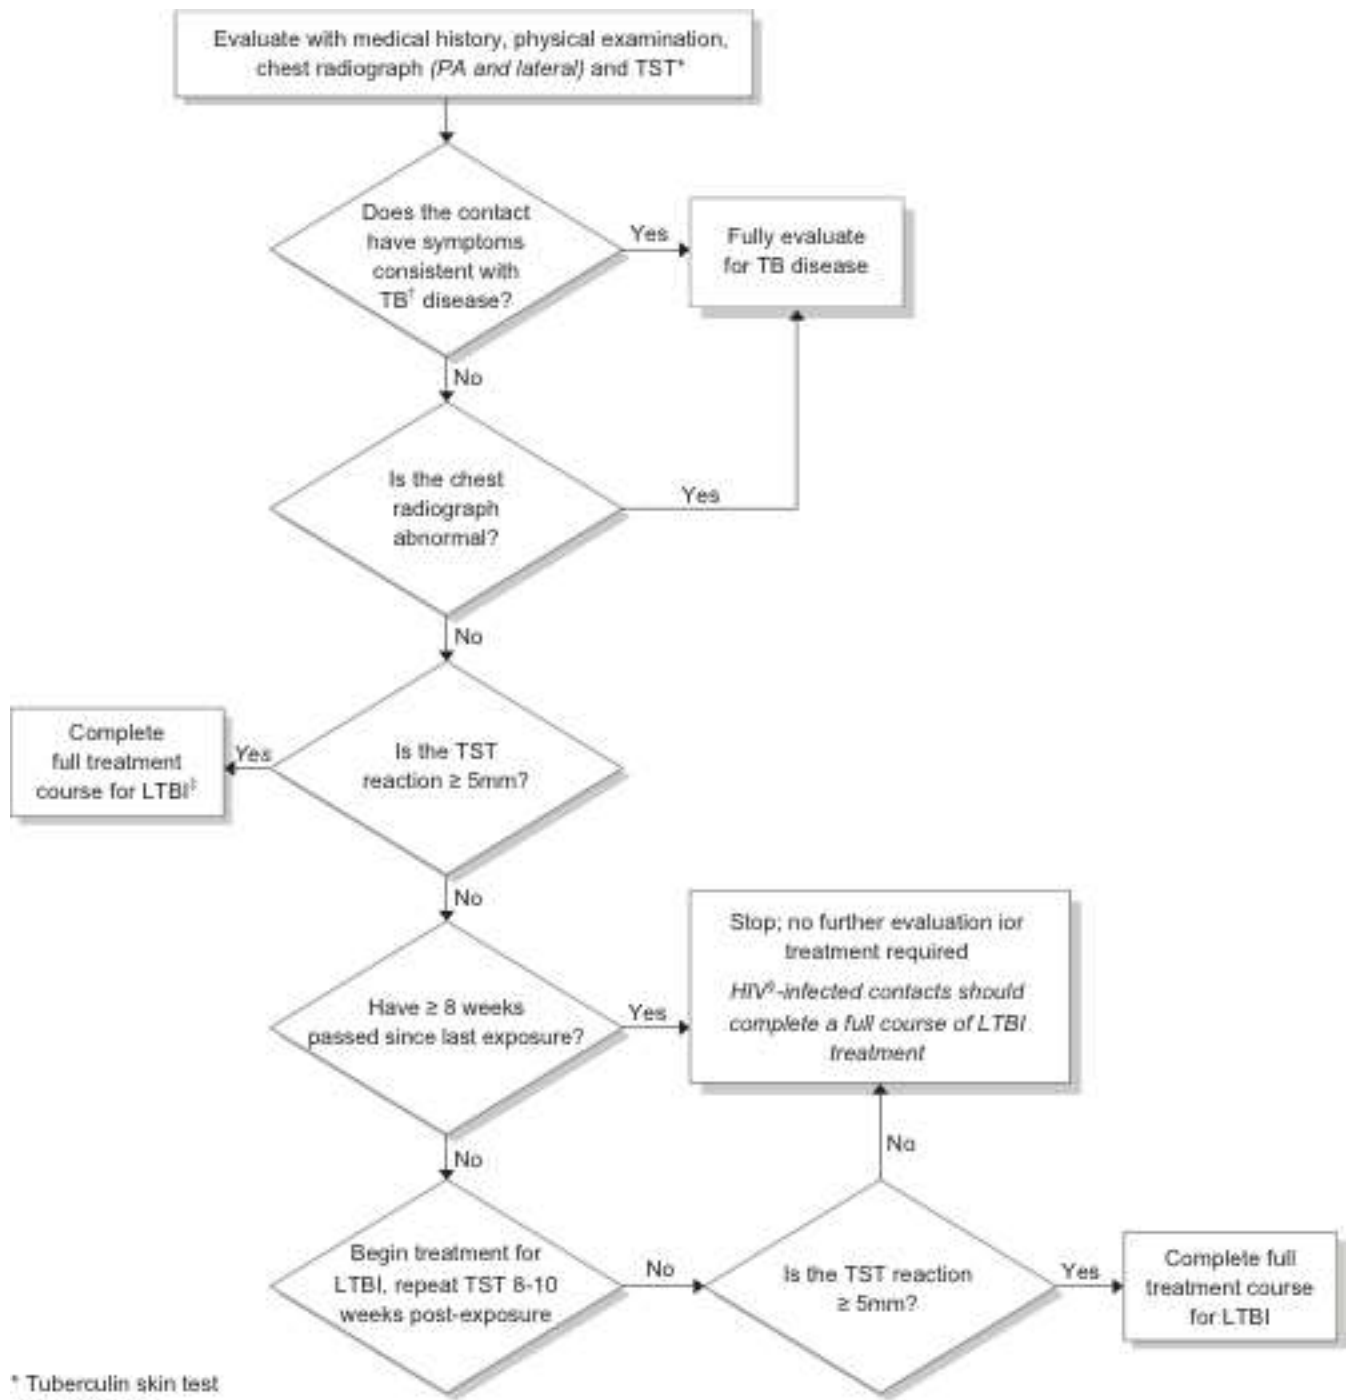 Evaluate with medical history, physical examination,
chest radiograph (PA and lateral) and TST*
Does the contact
have symptoms
consistent with
TB† disease?
Yes
Fully evaluate
for TB disease
No
Is the chest
radiograph
abnormal?
Yes
No
Complete
full treatment
course for LTBI‡
Yes
Is the TST
reaction ≥ 5mm?
No
Stop; no further evaluation ior
treatment required
HIV§-infected contacts should
complete a full course of LTBI
treatment
Have ≥ 8 weeks
passed since last exposure?
Yes
No
No
Begin treatment for
LTBI, repeat TST 8-10
weeks post-exposure
No
Is the TST reaction
≥ 5mm?
Yes
Complete full
treatment course
for LTBI
* Tuberculin skin test